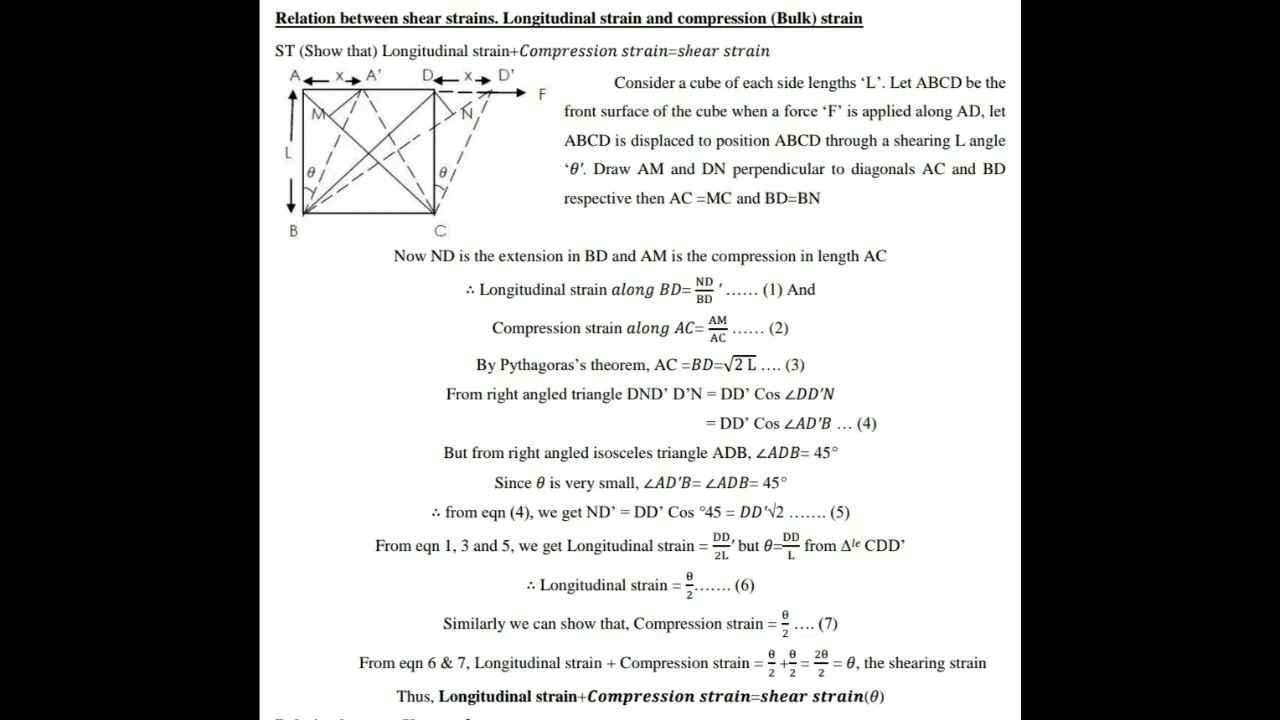 Relation between shear strains. Longitudinal strain and compression (Bulk) strain
ST (Show that) Longitudinal strain+Compression strain=shear strain
A x A' D x D' F
M N
L
θ θ
B C
Consider a cube of each side lengths ‘L’. Let ABCD be the
front surface of the cube when a force ‘F’ is applied along AD, let
ABCD is displaced to position ABCD through a shearing L angle
‘θ’. Draw AM and DN perpendicular to diagonals AC and BD
respective then AC =MC and BD=BN
Now ND is the extension in BD and AM is the compression in length AC
∴ Longitudinal strain along BD= ND/BD ′ …… (1) And
Compression strain along AC= AM/AC …… (2)
By Pythagoras’s theorem, AC =BD=√2 L …. (3)
From right angled triangle DND’ D’N = DD’ Cos ∠DD′N
= DD’ Cos ∠AD′B … (4)
But from right angled isosceles triangle ADB, ∠ADB= 45°
Since θ is very small, ∠AD′B= ∠ADB= 45°
∴ from eqn (4), we get ND’ = DD’ Cos °45 = DD′√2 ……. (5)
From eqn 1, 3 and 5, we get Longitudinal strain = DD/2L ′ but θ= DD/L from Δle CDD’
∴ Longitudinal strain = θ/2 ……. (6)
Similarly we can show that, Compression strain = θ/2 …. (7)
From eqn 6 & 7, Longitudinal strain + Compression strain = θ/2 + θ/2 = 2θ/2 = θ, the shearing strain
Thus, Longitudinal strain+Compression strain=shear strain(θ)